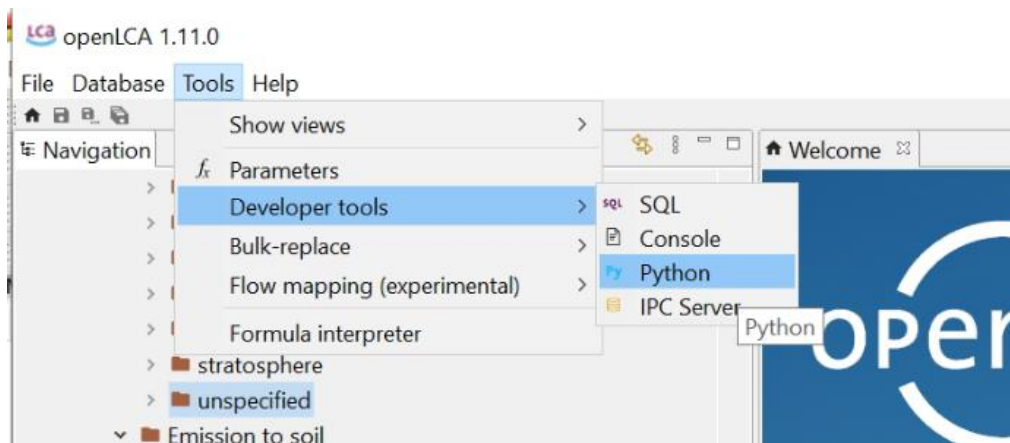 LCA openLCA 1.11.0
File Database Tools Help
Navigation
Show views
fx Parameters
Developer tools
Bulk-replace
Flow mapping (experimental)
Formula interpreter
SQL SQL
Console
Py Python
IPC Server
Python
Welcome
stratosphere
unspecified
Emission to soil
open